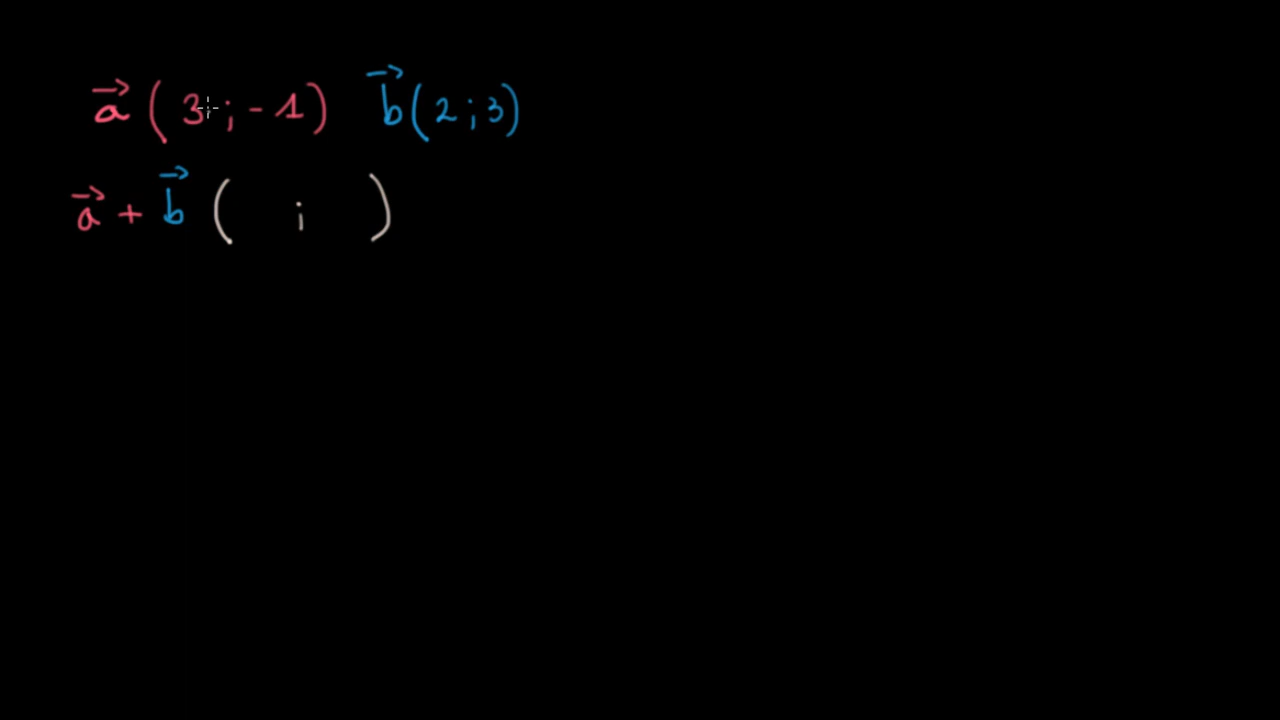 a⃗ ( 3 ; - 1 ) b⃗ ( 2 ; 3 )
a⃗ + b⃗ ( ; )